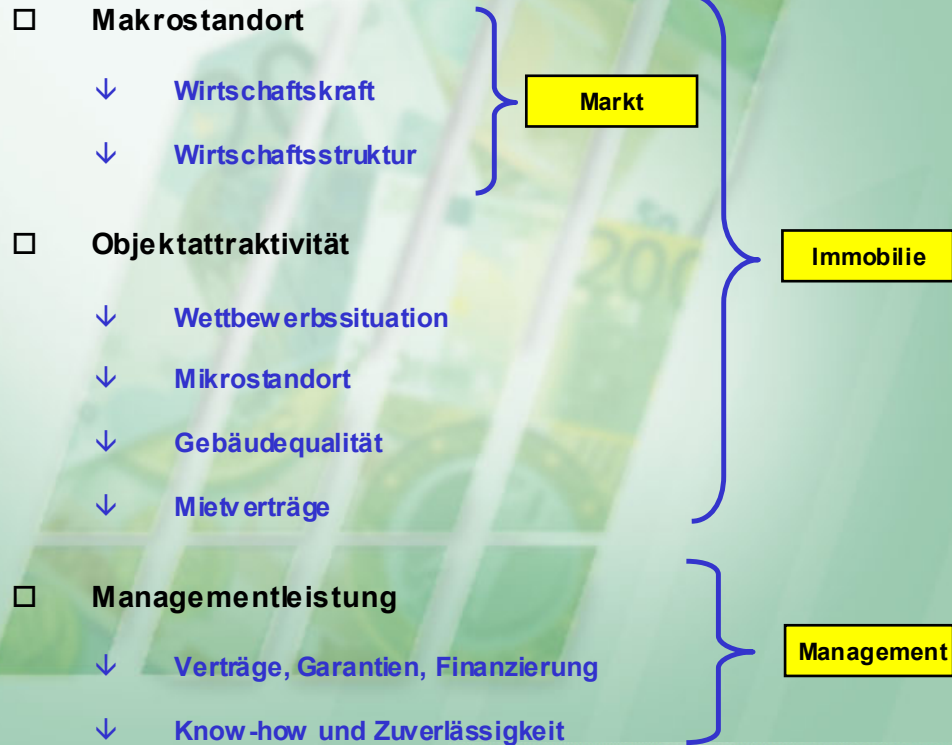 Makrostandort
Wirtschaftskraft
Markt
Wirtschaftsstruktur
Objektattraktivität
Immobilie
Wettbewerbssituation
Mikrostandort
Gebäudequalität
Mietverträge
Managementleistung
Management
Verträge, Garantien, Finanzierung
Know-how und Zuverlässigkeit
200